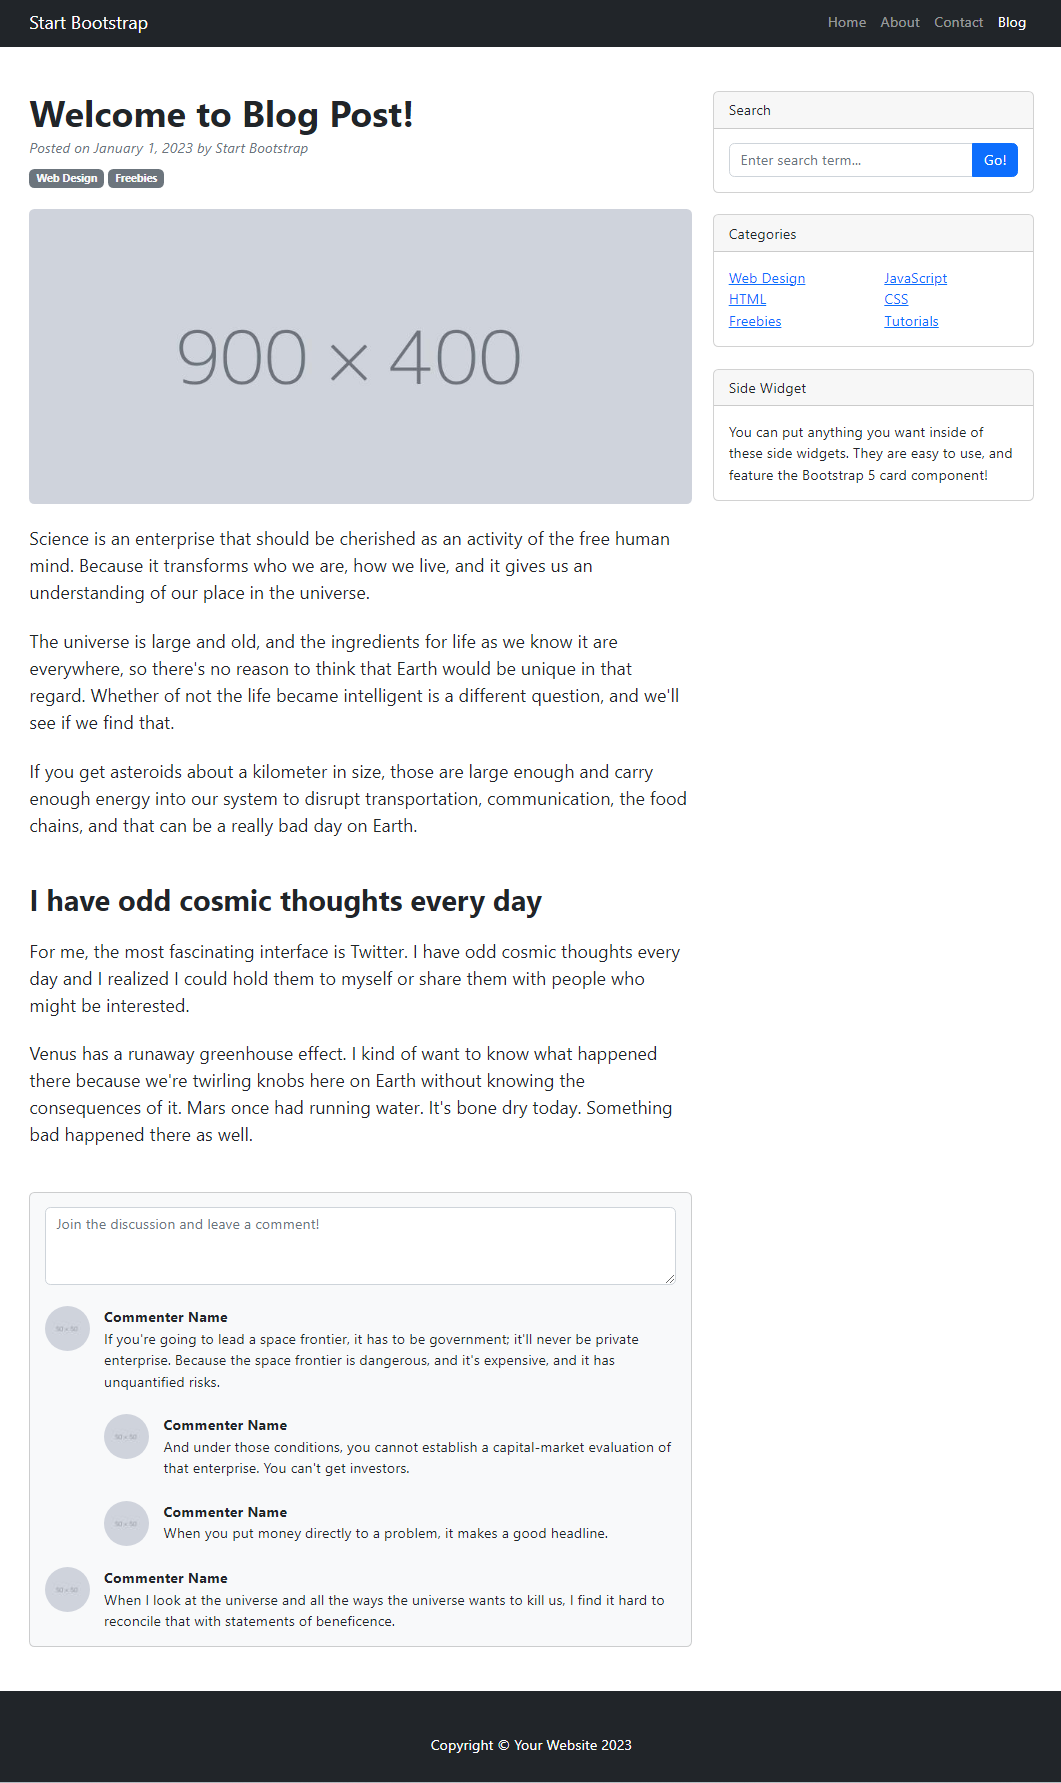 Start Bootstrap
Home About Contact Blog
Welcome to Blog Post!
Posted on January 1, 2023 by Start Bootstrap
Web Design Freebies
900 × 400
Science is an enterprise that should be cherished as an activity of the free human
mind. Because it transforms who we are, how we live, and it gives us an
understanding of our place in the universe.
The universe is large and old, and the ingredients for life as we know it are
everywhere, so there's no reason to think that Earth would be unique in that
regard. Whether of not the life became intelligent is a different question, and we'll
see if we find that.
If you get asteroids about a kilometer in size, those are large enough and carry
enough energy into our system to disrupt transportation, communication, the food
chains, and that can be a really bad day on Earth.
I have odd cosmic thoughts every day
For me, the most fascinating interface is Twitter. I have odd cosmic thoughts every
day and I realized I could hold them to myself or share them with people who
might be interested.
Venus has a runaway greenhouse effect. I kind of want to know what happened
there because we're twirling knobs here on Earth without knowing the
consequences of it. Mars once had running water. It's bone dry today. Something
bad happened there as well.
Join the discussion and leave a comment!
50 × 50
Commenter Name
If you're going to lead a space frontier, it has to be government; it'll never be private
enterprise. Because the space frontier is dangerous, and it's expensive, and it has
unquantified risks.
50 × 50
Commenter Name
And under those conditions, you cannot establish a capital-market evaluation of
that enterprise. You can't get investors.
50 × 50
Commenter Name
When you put money directly to a problem, it makes a good headline.
50 × 50
Commenter Name
When I look at the universe and all the ways the universe wants to kill us, I find it hard to
reconcile that with statements of beneficence.
Search
Enter search term...
Go!
Categories
Web Design
HTML
Freebies
JavaScript
CSS
Tutorials
Side Widget
You can put anything you want inside of
these side widgets. They are easy to use, and
feature the Bootstrap 5 card component!
Copyright © Your Website 2023